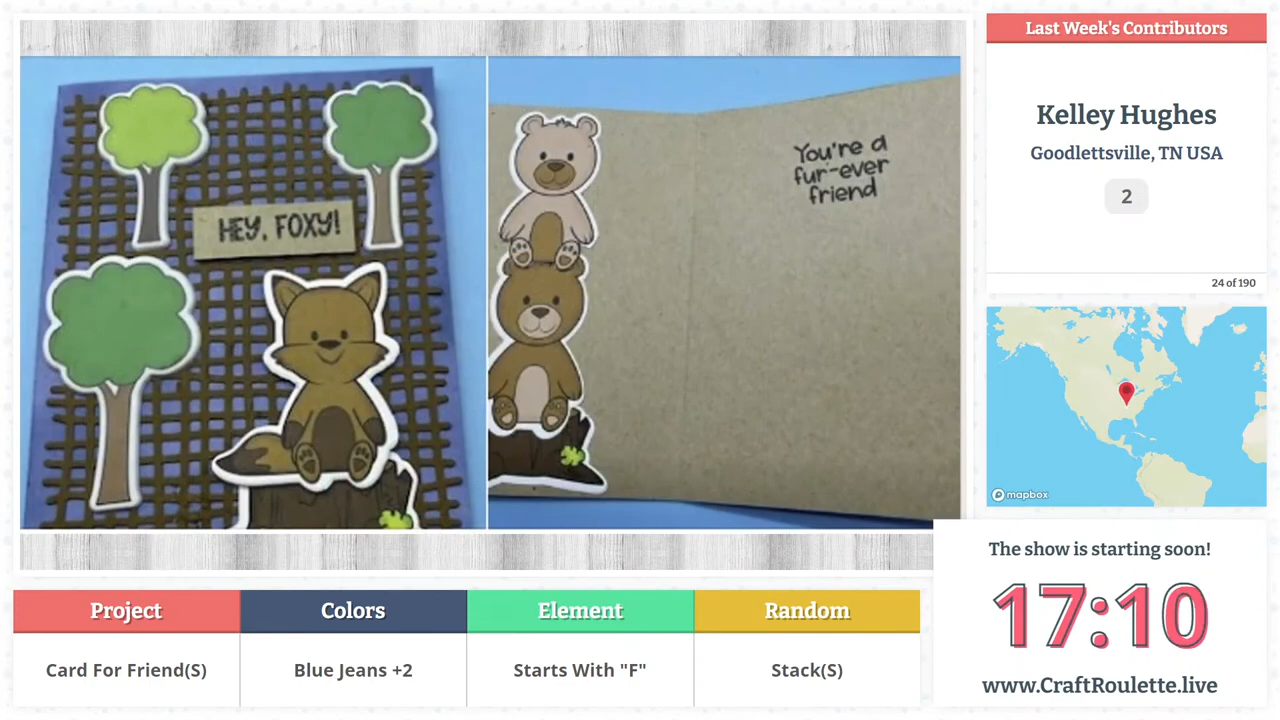 HEY, FOXY!
You're a
fur-ever
friend
Last Week's Contributors
Kelley Hughes
Goodlettsville, TN USA
2
24 of 190
mapbox
The show is starting soon!
17:10
www.CraftRoulette.live
Project
Colors
Element
Random
Card For Friend(S)
Blue Jeans +2
Starts With "F"
Stack(S)